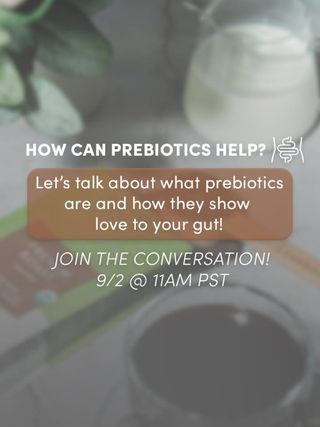 HOW CAN PREBIOTICS HELP?
Let's talk about what prebiotics
are and how they show
love to your gut!
JOIN THE CONVERSATION!
9/2 @ 11AM PST